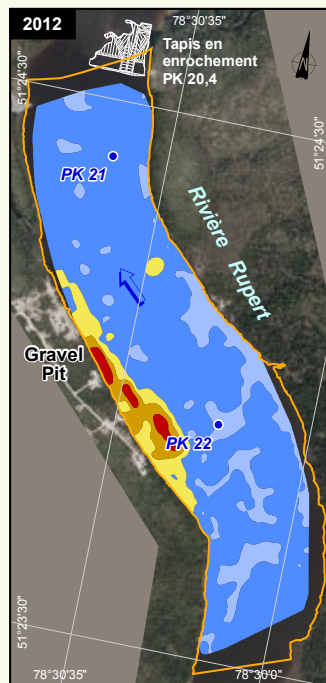 2012
78°30'35"
Tapis en
enrochement
PK 20,4
N
51°24'30"
51°24'30"
PK 21
Rivière
Rupert
Gravel
Pit
PK 22
51°23'30"
78°30'35"
78°30'0"